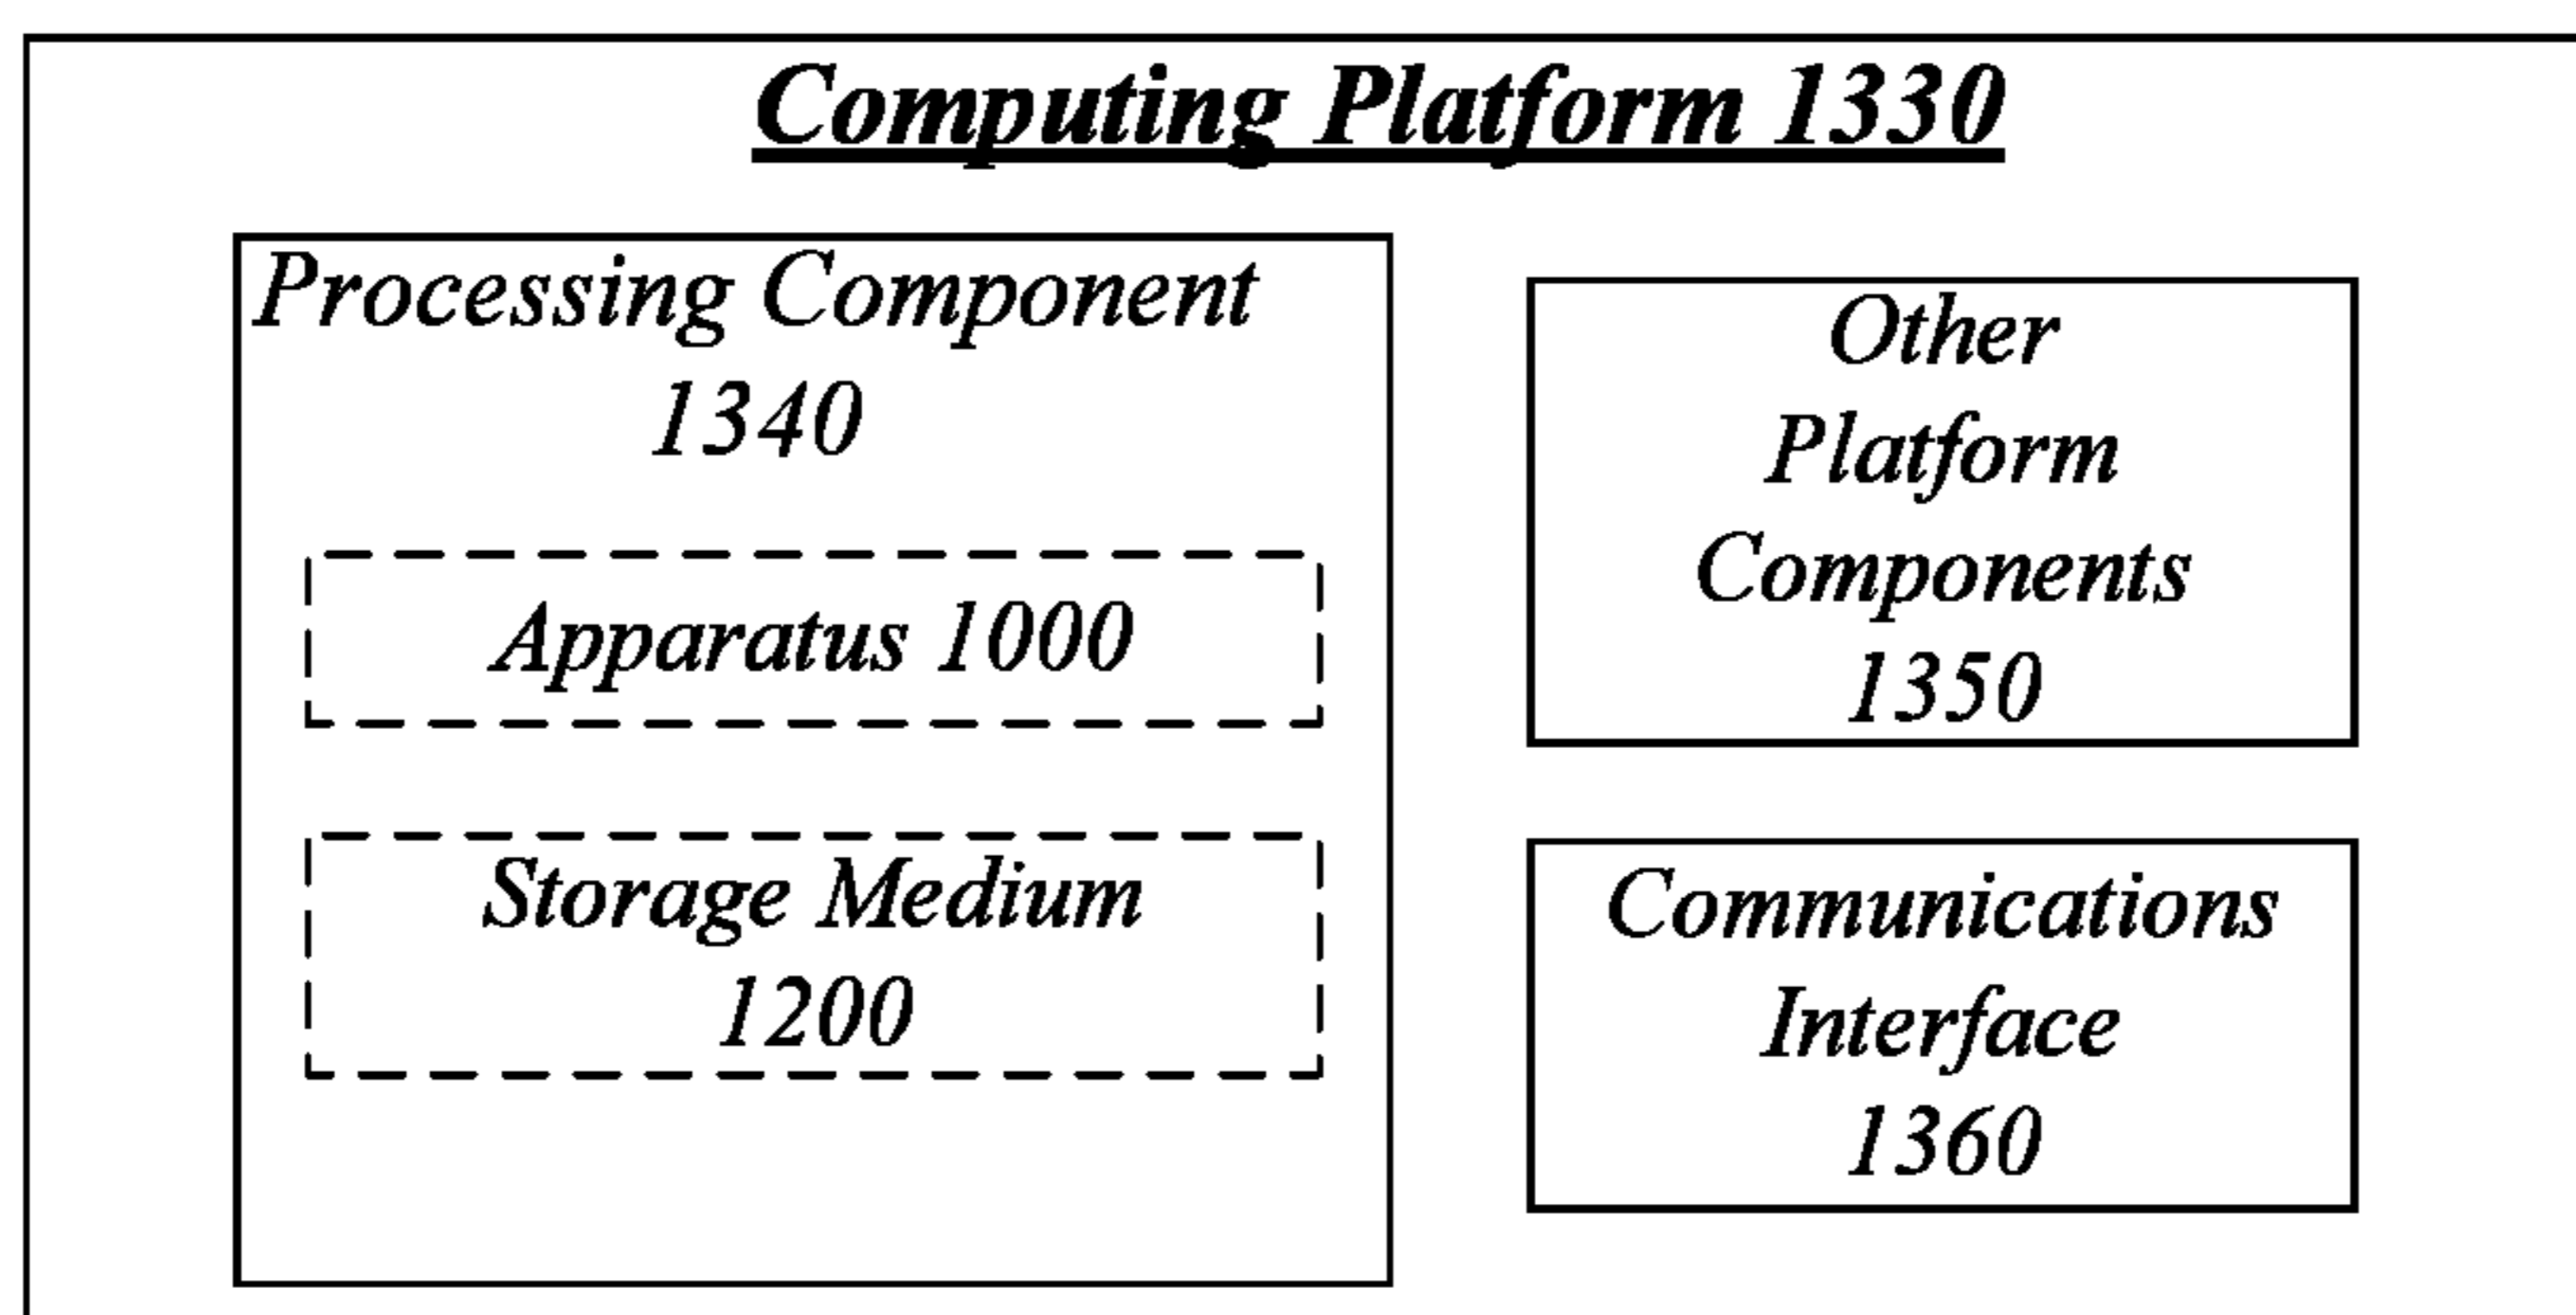 Computing Platform 1330
Processing Component
1340
Apparatus 1000
Storage Medium
1200
Other
Platform
Components
1350
Communications
Interface
1360